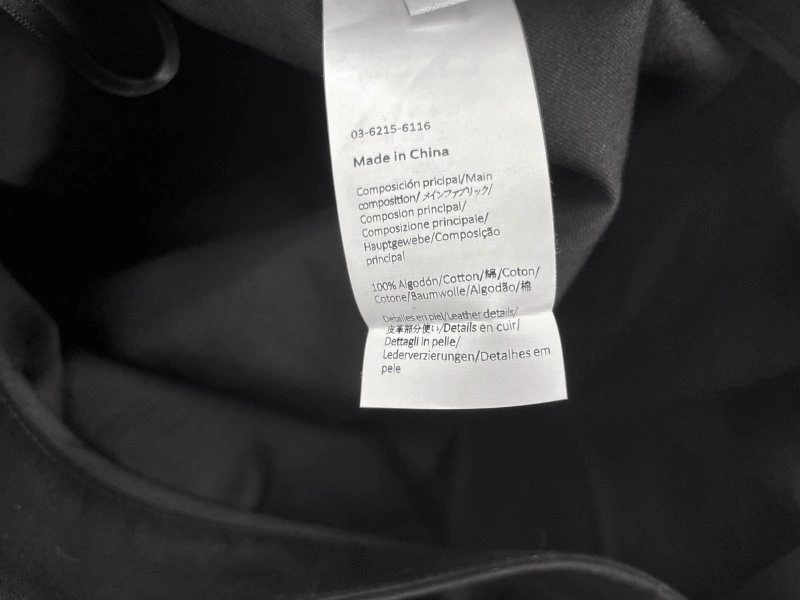 03-6215-6116
Made in China
Composición pricipal/Main
composition/メインファブリック/
Composion principal/
Composizione principale/
Hauptgewebe/Composição
principal
100% Algodón/Cotton/綿/Coton/
Cotone/Baumwolle/Algodão/棉
Detalles en piel/Leather details/
皮革部分使い/Details en cuir/
Dettagli in pelle/
Lederverzierungen/Detalhes em
pele